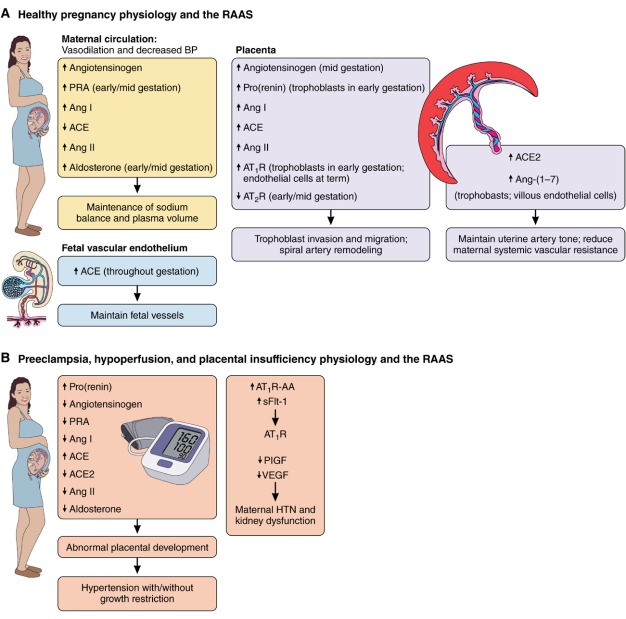 A Healthy pregnancy physiology and the RAAS
Maternal circulation:
Vasodilation and decreased BP
↑ Angiotensinogen
↑ PRA (early/mid gestation)
↑ Ang I
↓ ACE
↑ Ang II
↑ Aldosterone (early/mid gestation)
Maintenance of sodium
balance and plasma volume
Fetal vascular endothelium
↑ ACE (throughout gestation)
Maintain fetal vessels
Placenta
↑ Angiotensinogen (mid gestation)
↑ Pro(renin) (trophoblasts in early gestation)
↑ Ang I
↑ ACE
↑ Ang II
↑ AT₁R (trophoblasts in early gestation;
endothelial cells at term)
↓ AT₂R (early/mid gestation)
Trophoblast invasion and migration;
spiral artery remodeling
↑ ACE2
↑ Ang-(1–7)
(trophobasts; villous endothelial cells)
Maintain uterine artery tone; reduce
maternal systemic vascular resistance
B Preeclampsia, hypoperfusion, and placental insufficiency physiology and the RAAS
↑ Pro(renin)
↓ Angiotensinogen
↓ PRA
↓ Ang I
↑ ACE
↓ ACE2
↓ Ang II
↓ Aldosterone
160
100
90
Abnormal placental development
Hypertension with/without
growth restriction
↑ AT₁R-AA
↑ sFlt-1
AT₁R
↓ PlGF
↓ VEGF
Maternal HTN and
kidney dysfunction